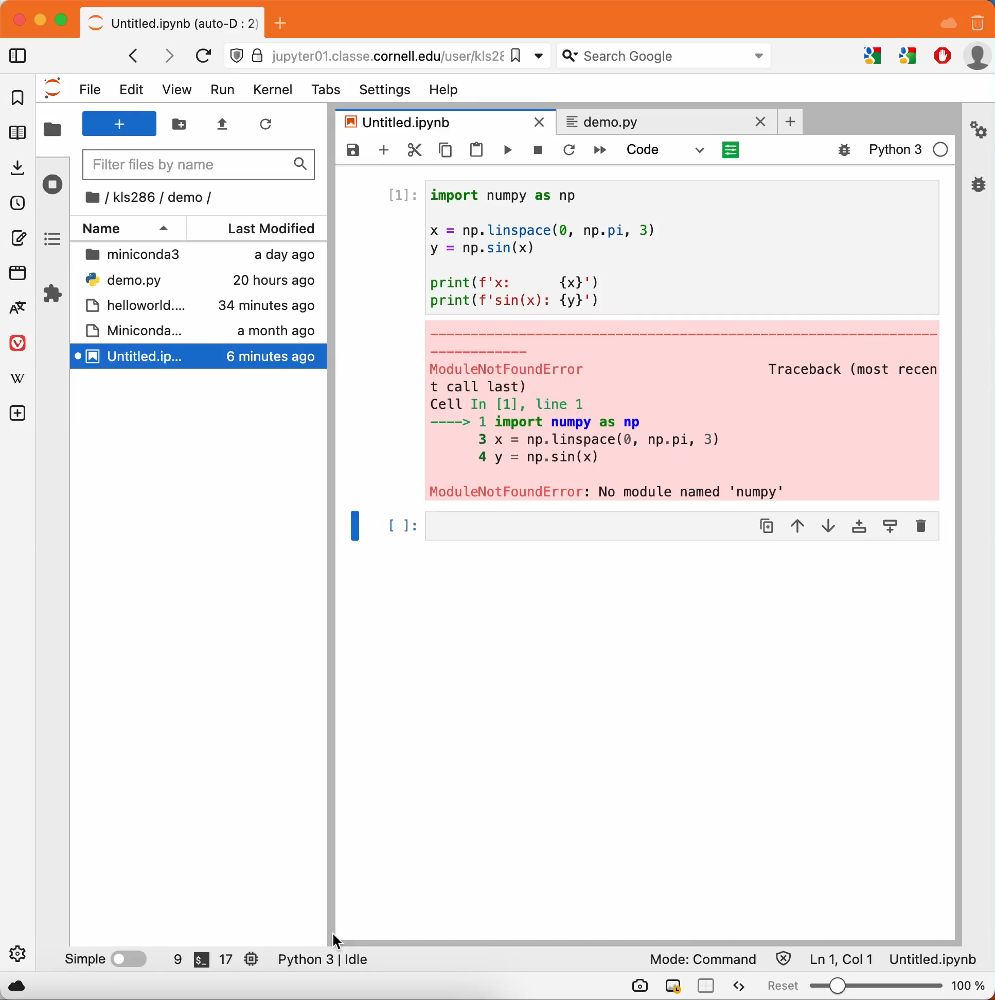 Untitled.ipynb (auto-D : 2)
jupyter01.classe.cornell.edu/user/kls28
Search Google
File Edit View Run Kernel Tabs Settings Help
Filter files by name
/ kls286 / demo /
Name Last Modified
miniconda3 a day ago
demo.py 20 hours ago
helloworld.... 34 minutes ago
Miniconda... a month ago
Untitled.ip... 6 minutes ago
Untitled.ipynb demo.py
Code Python 3
[1]: import numpy as np
x = np.linspace(0, np.pi, 3)
y = np.sin(x)
print(f'x:      {x}')
print(f'sin(x): {y}')
---------------------------------------------------------------
------------
ModuleNotFoundError                       Traceback (most recen
t call last)
Cell In [1], line 1
----> 1 import numpy as np
      3 x = np.linspace(0, np.pi, 3)
      4 y = np.sin(x)
ModuleNotFoundError: No module named 'numpy'
[ ]:
W
Simple 9 $_ 17 Python 3 | Idle Mode: Command Ln 1, Col 1 Untitled.ipynb
Reset 100 %